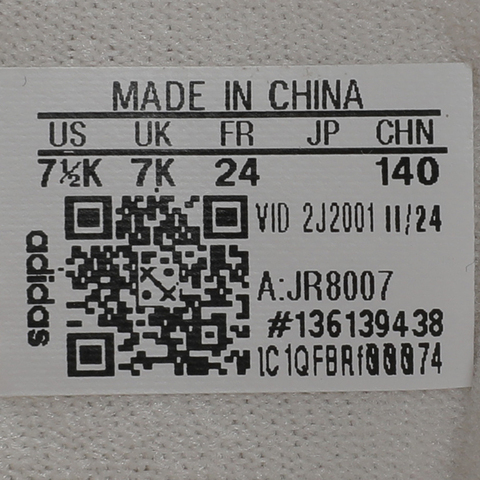 MADE IN CHINA
US UK FR JP CHN
7½K 7K 24 140
adidas
VID 2J2001 11/24
A:JR8007
#136139438